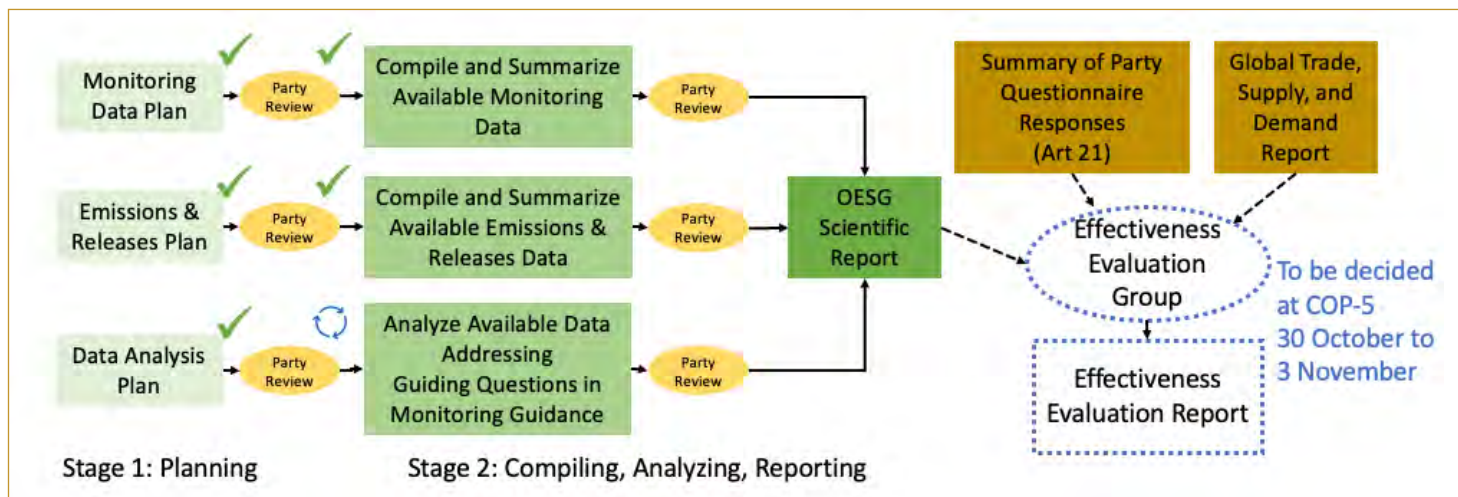 Monitoring
Data Plan
Party
Review
Compile and Summarize
Available Monitoring
Data
Party
Review
Emissions &
Releases Plan
Party
Review
Compile and Summarize
Available Emissions &
Releases Data
Party
Review
Data Analysis
Plan
Party
Review
Analyze Available Data
Addressing
Guiding Questions in
Monitoring Guidance
Party
Review
OESG
Scientific
Report
Summary of Party
Questionnaire
Responses
(Art 21)
Global Trade,
Supply, and
Demand
Report
Effectiveness
Evaluation
Group
To be decided
at COP-5
30 October to
3 November
Effectiveness
Evaluation Report
Stage 1: Planning
Stage 2: Compiling, Analyzing, Reporting